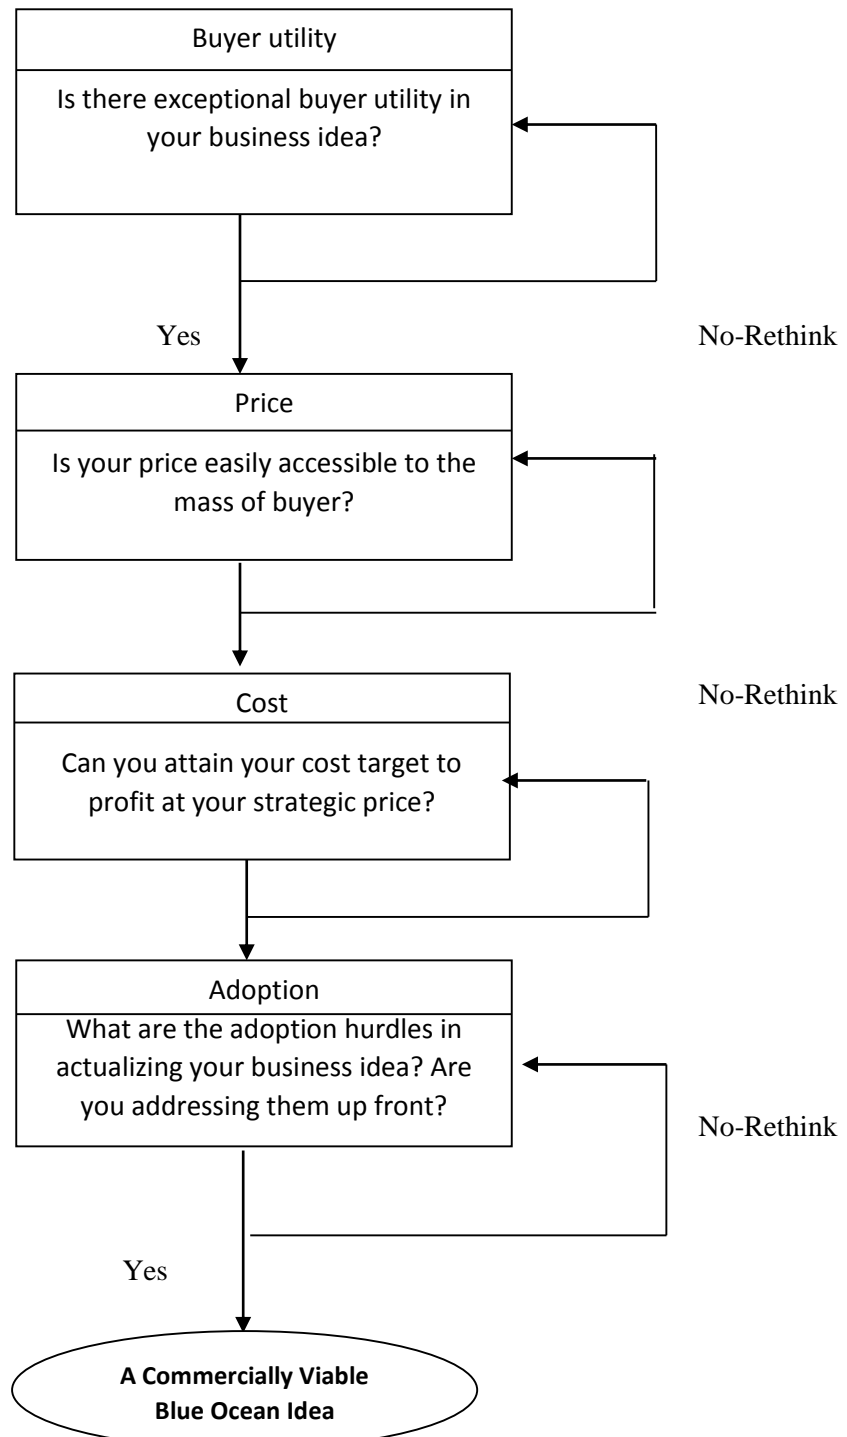 Buyer utility
Is there exceptional buyer utility in
your business idea?
Yes
No-Rethink
Price
Is your price easily accessible to the
mass of buyer?
No-Rethink
Cost
Can you attain your cost target to
profit at your strategic price?
Adoption
What are the adoption hurdles in
actualizing your business idea? Are
you addressing them up front?
No-Rethink
Yes
A Commercially Viable
Blue Ocean Idea